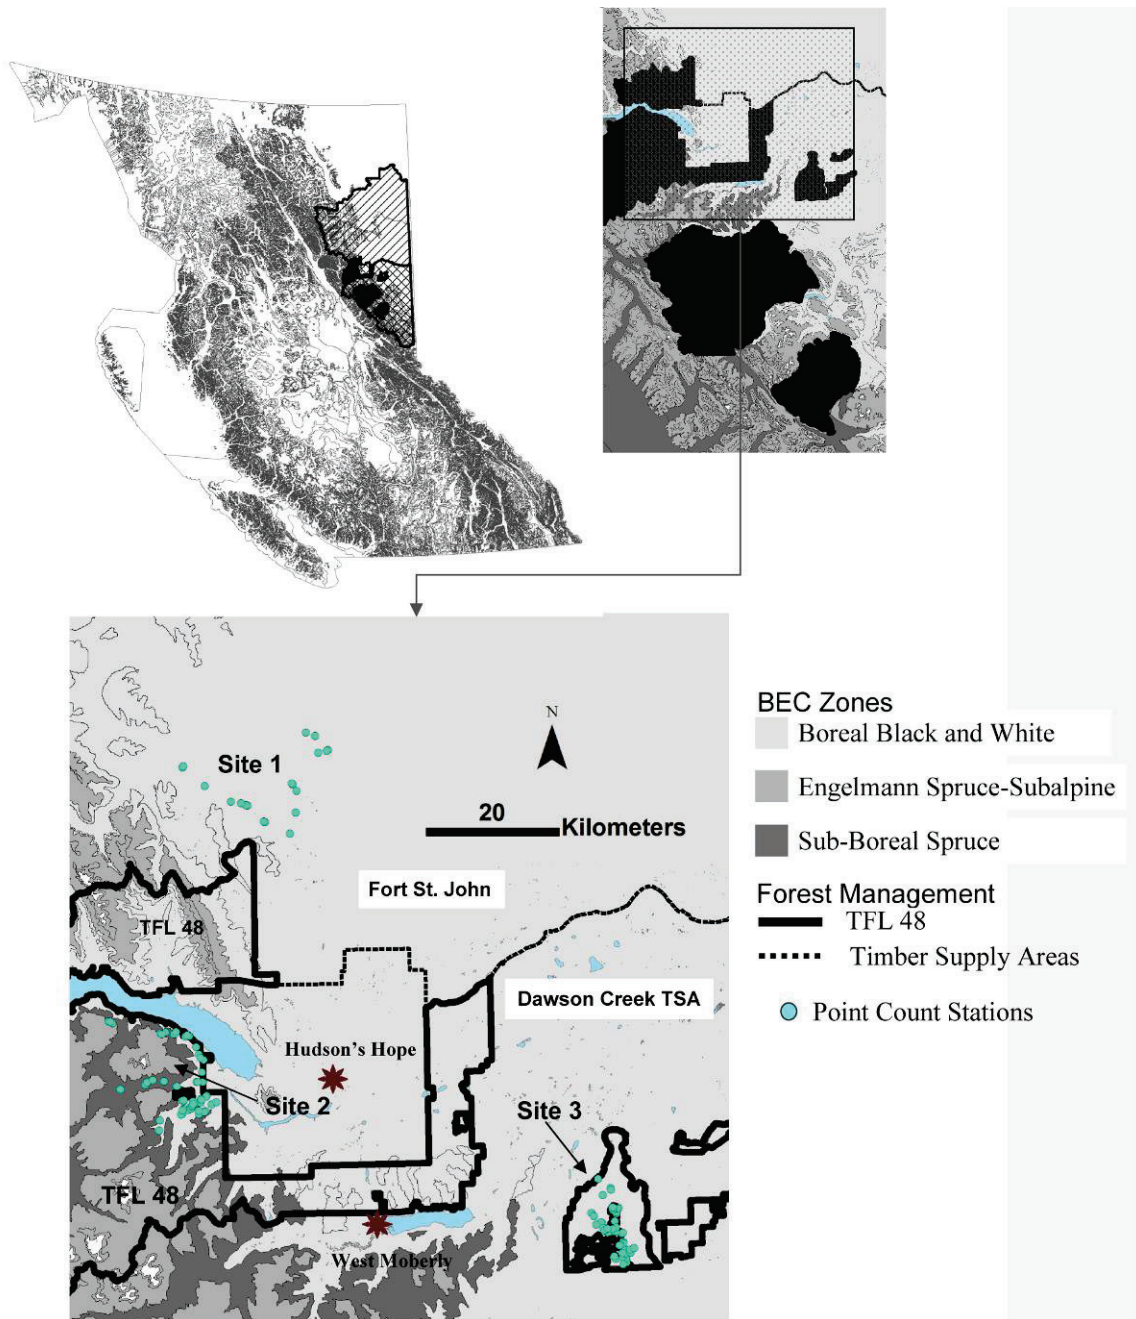 N
Site 1
20
Kilometers
Fort St. John
TFL 48
Dawson Creek TSA
Hudson's Hope
Site 2
Site 3
TFL 48
West Moberly
BEC Zones
Boreal Black and White
Engelmann Spruce-Subalpine
Sub-Boreal Spruce
Forest Management
TFL 48
Timber Supply Areas
Point Count Stations